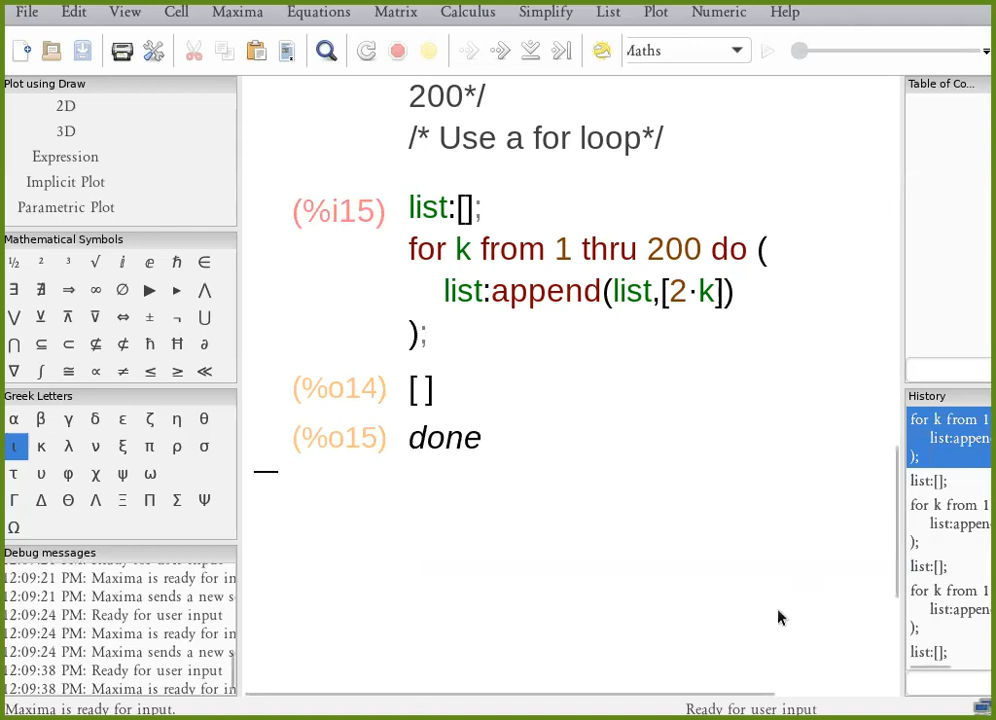 File Edit View Cell Maxima Equations Matrix Calculus Simplify List Plot Numeric Help
Maths
Plot using Draw
2D
3D
Expression
Implicit Plot
Parametric Plot
Mathematical Symbols
½ ² ³ √ ⅈ ⅇ ℏ ∈
∃ ∄ ⇒ ∞ ∅ ▶ ▸ ⋀
⋁ ⊻ ⊼ ⊽ ⇔ ± ¬ ⋃
⋂ ⊆ ⊂ ⊈ ⊄ ħ Ħ ∂
∇ ∫ ≅ ∝ ≠ ≤ ≥ ≪
Greek Letters
α β γ δ ε ζ η θ
ι κ λ ν ξ π ρ σ
τ υ φ χ ψ ω
Γ Δ Θ Λ Ξ Π Σ Ψ
Ω
Debug messages
12:09:21 PM: Maxima is ready for in
12:09:21 PM: Maxima sends a new s
12:09:24 PM: Ready for user input
12:09:24 PM: Maxima is ready for in
12:09:24 PM: Maxima sends a new s
12:09:38 PM: Ready for user input
12:09:38 PM: Maxima is ready for in
200*/
/* Use a for loop*/
(%i15) list:[];
for k from 1 thru 200 do (
list:append(list,[2·k])
);
(%o14) [ ]
(%o15) done
Table of Co...
History
for k from 1
list:appen
);
list:[];
for k from 1
list:appen
);
list:[];
for k from 1
list:appen
);
list:[];
Maxima is ready for input.
Ready for user input